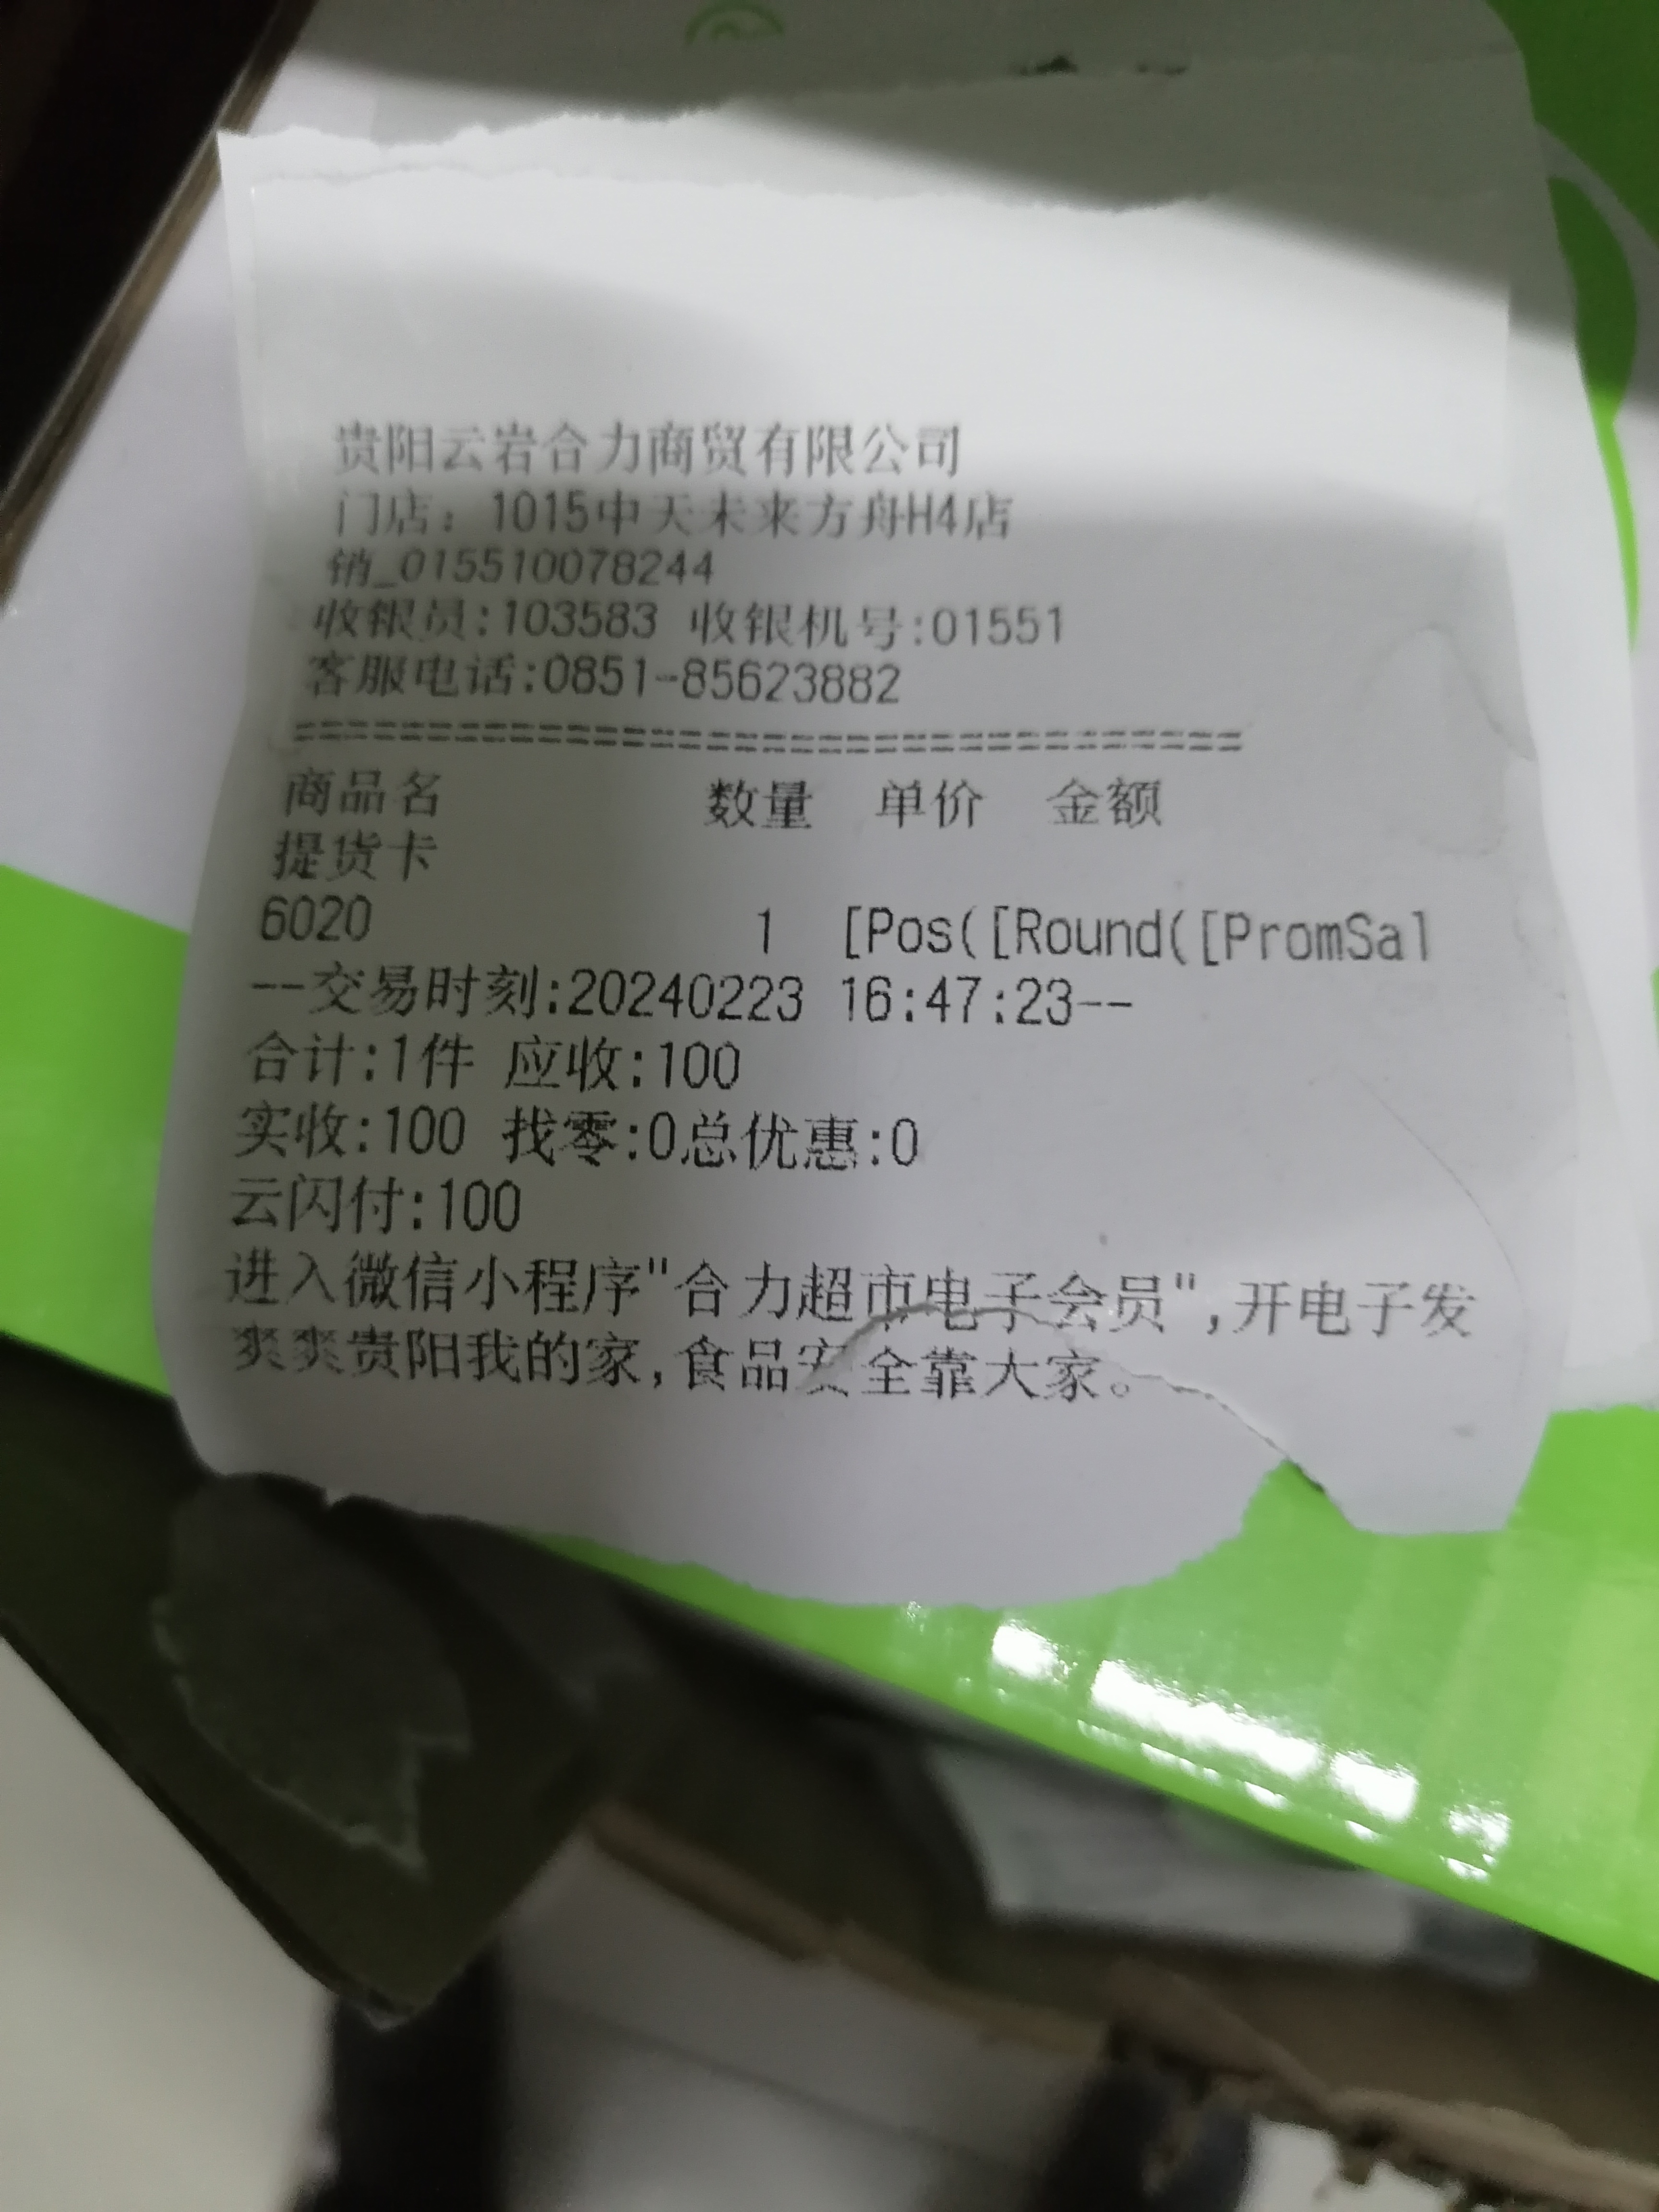 贵阳云岩合力商贸有限公司
门店：1015中天未来方舟H4店
销_015510078244
收银员:103583 收银机号:01551
客服电话:0851-85623882
==================================
商品名 数量 单价 金额
提货卡
6020 1 [Pos([Round([PromSal
--交易时刻:20240223 16:47:23--
合计:1件 应收:100
实收:100 找零:0总优惠:0
云闪付:100
进入微信小程序"合力超市电子会员",开电子发
爽爽贵阳我的家,食品安全靠大家。